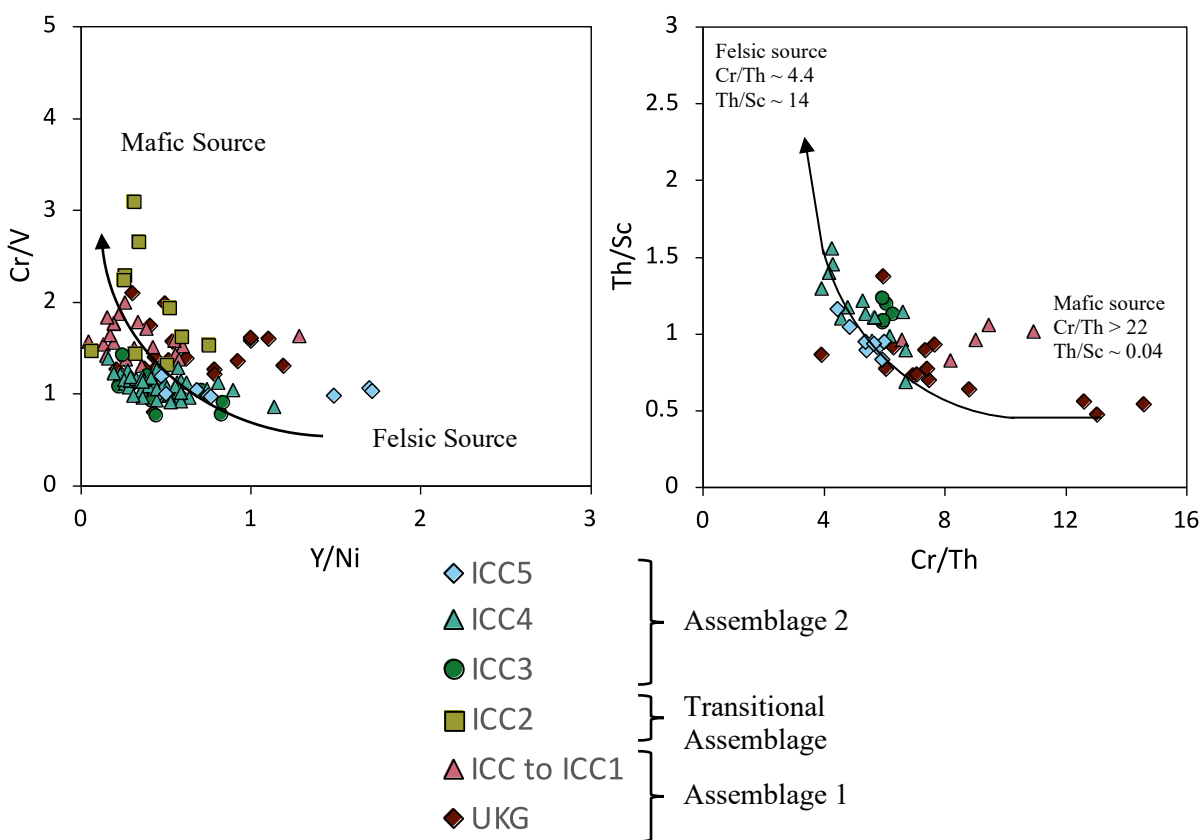 5
4
3
2
1
0
Cr/V
Mafic Source
Felsic Source
0
1
2
3
Y/Ni
3
2.5
2
1.5
1
0.5
0
Th/Sc
Felsic source
Cr/Th ~ 4.4
Th/Sc ~ 14
Mafic source
Cr/Th > 22
Th/Sc ~ 0.04
0
4
8
12
16
Cr/Th
ICC5
ICC4
ICC3
ICC2
ICC to ICC1
UKG
Assemblage 2
Transitional
Assemblage
Assemblage 1